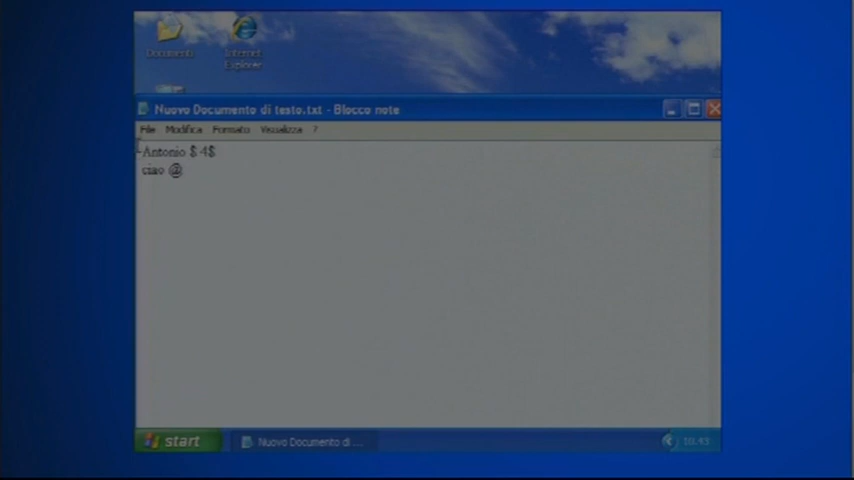 Documenti
Internet
Explorer
Nuovo Documento di testo.txt - Blocco note
File Modifica Formato Visualizza ?
Antonio $ 4$
ciao @
start
Nuovo Documento di ...
10.43